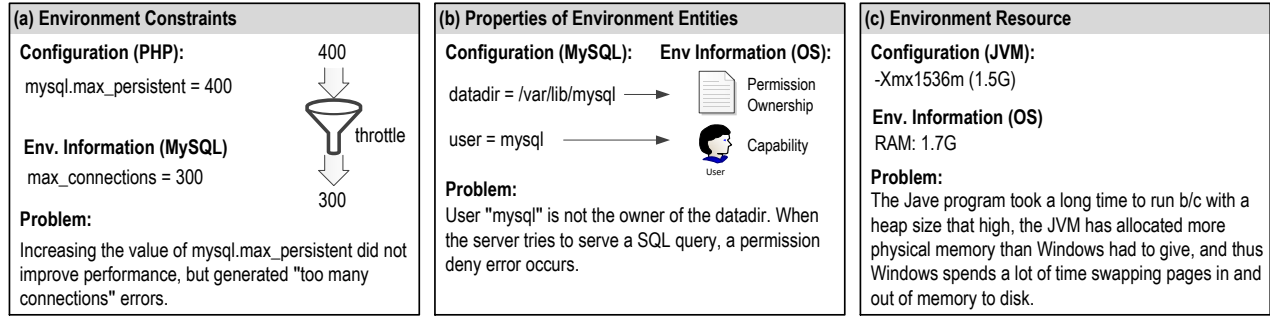 (a) Environment Constraints
Configuration (PHP):
400
mysql.max_persistent = 400
throttle
Env. Information (MySQL)
max_connections = 300
300
Problem:
Increasing the value of mysql.max_persistent did not
improve performance, but generated "too many
connections" errors.
(b) Properties of Environment Entities
Configuration (MySQL): Env Information (OS):
datadir = /var/lib/mysql
Permission
Ownership
user = mysql
Capability
User
Problem:
User "mysql" is not the owner of the datadir. When
the server tries to serve a SQL query, a permission
deny error occurs.
(c) Environment Resource
Configuration (JVM):
-Xmx1536m (1.5G)
Env. Information (OS)
RAM: 1.7G
Problem:
The Jave program took a long time to run b/c with a
heap size that high, the JVM has allocated more
physical memory than Windows had to give, and thus
Windows spends a lot of time swapping pages in and
out of memory to disk.